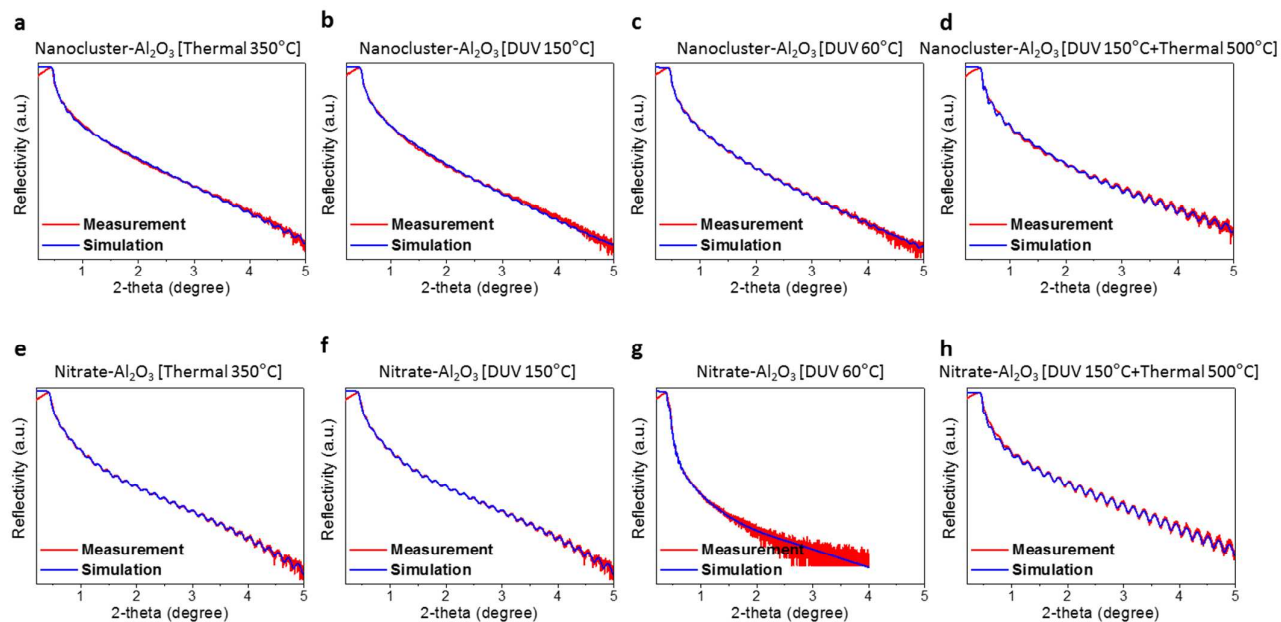 a
Nanocluster-Al₂O₃ [Thermal 350°C]
Reflectivity (a.u.)
Measurement
Simulation
1 2 3 4 5
2-theta (degree)
b
Nanocluster-Al₂O₃ [DUV 150°C]
Reflectivity (a.u.)
Measurement
Simulation
1 2 3 4 5
2-theta (degree)
c
Nanocluster-Al₂O₃ [DUV 60°C]
Reflectivity (a.u.)
Measurement
Simulation
1 2 3 4 5
2-theta (degree)
d
Nanocluster-Al₂O₃ [DUV 150°C+Thermal 500°C]
Reflectivity (a.u.)
Measurement
Simulation
1 2 3 4 5
2-theta (degree)
e
Nitrate-Al₂O₃ [Thermal 350°C]
Reflectivity (a.u.)
Measurement
Simulation
1 2 3 4 5
2-theta (degree)
f
Nitrate-Al₂O₃ [DUV 150°C]
Reflectivity (a.u.)
Measurement
Simulation
1 2 3 4 5
2-theta (degree)
g
Nitrate-Al₂O₃ [DUV 60°C]
Reflectivity (a.u.)
Measurement
Simulation
1 2 3 4 5
2-theta (degree)
h
Nitrate-Al₂O₃ [DUV 150°C+Thermal 500°C]
Reflectivity (a.u.)
Measurement
Simulation
1 2 3 4 5
2-theta (degree)